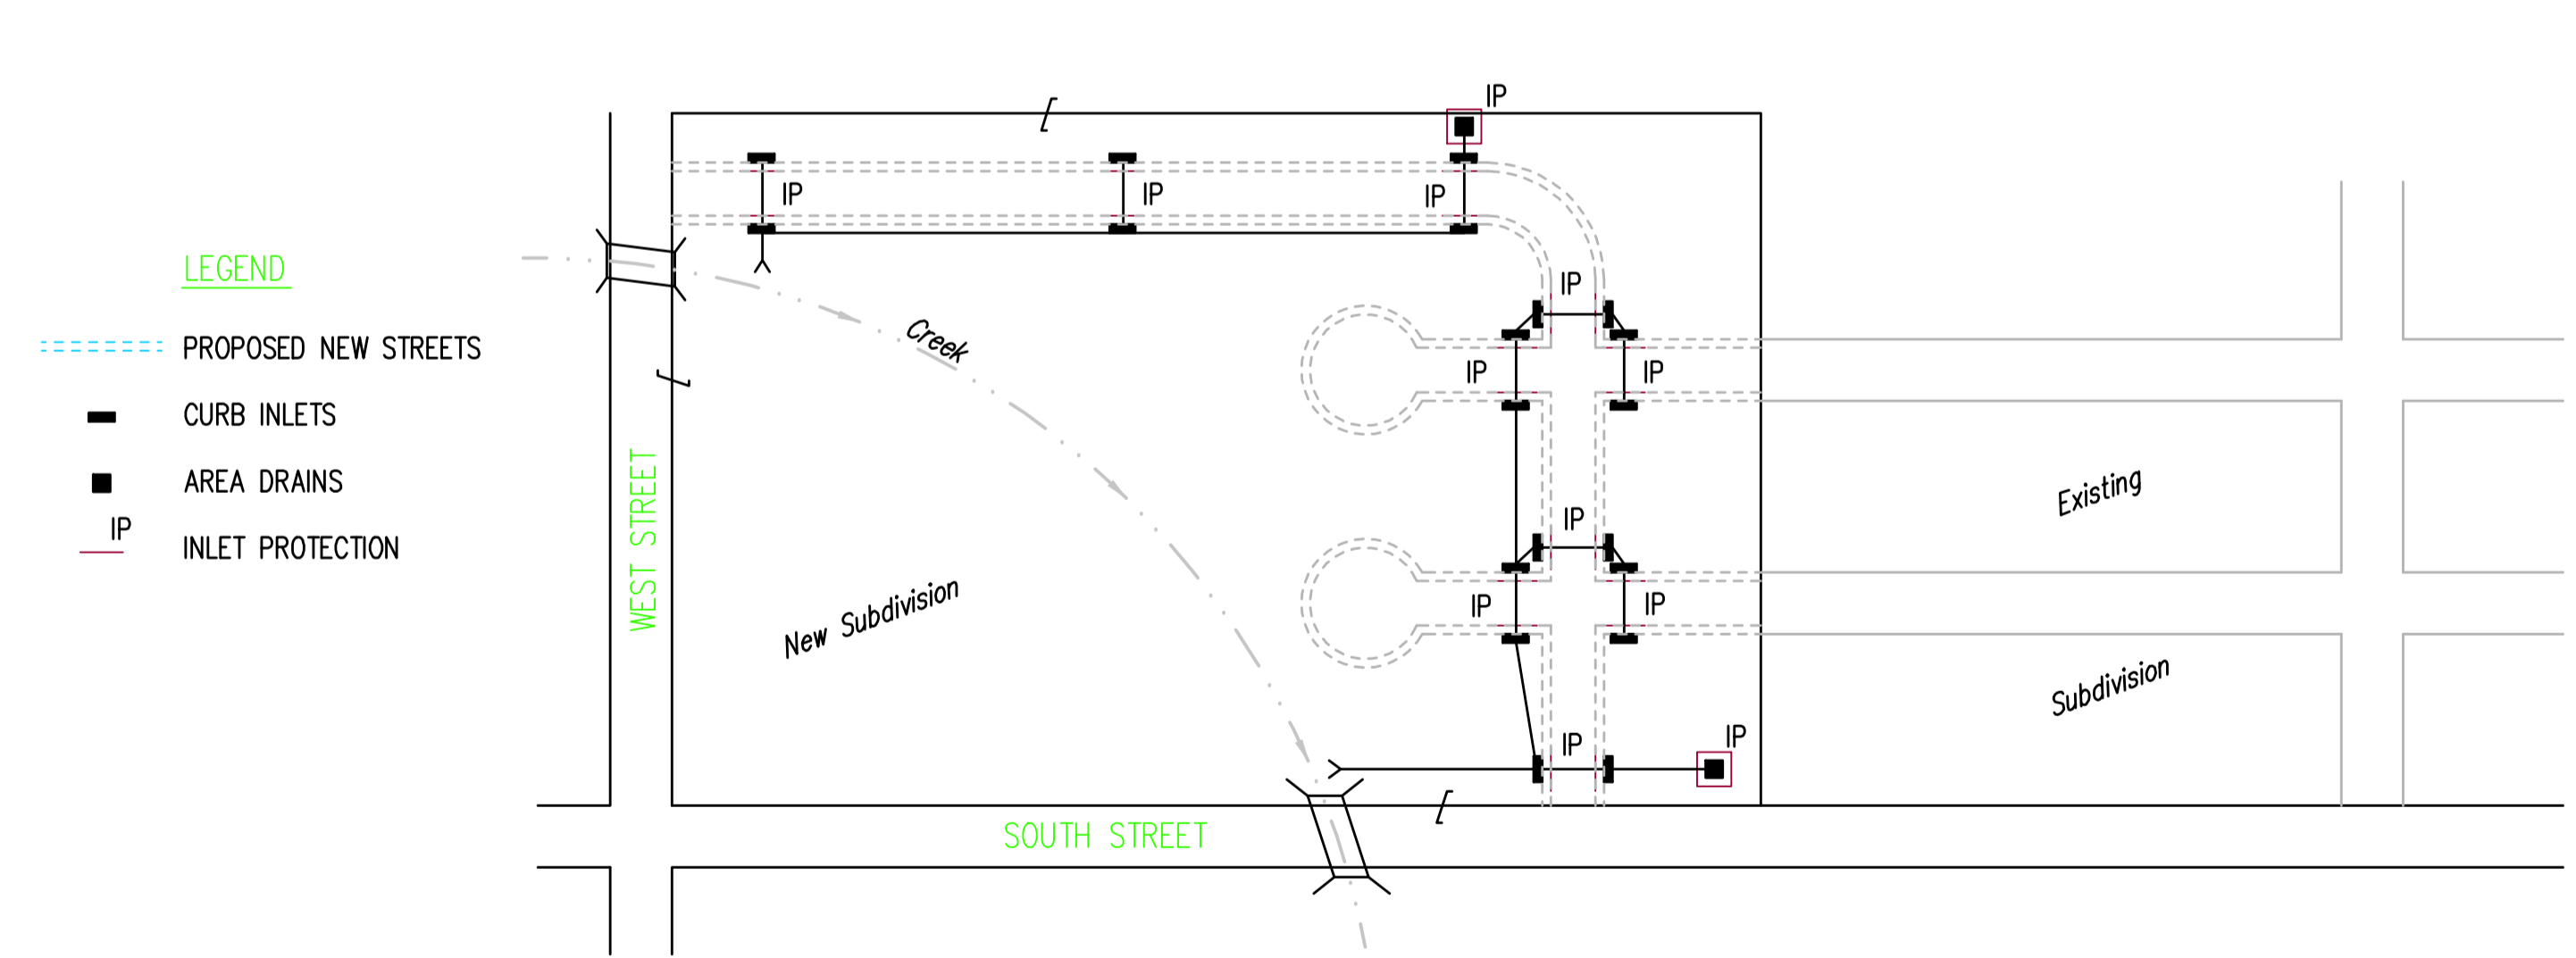 IP
IP
IP
IP
LEGEND
IP
PROPOSED NEW STREETS
Creek
IP
IP
CURB INLETS
AREA DRAINS
Existing
IP
IP
INLET PROTECTION
WEST STREET
New Subdivision
IP
IP
Subdivision
IP
IP
SOUTH STREET